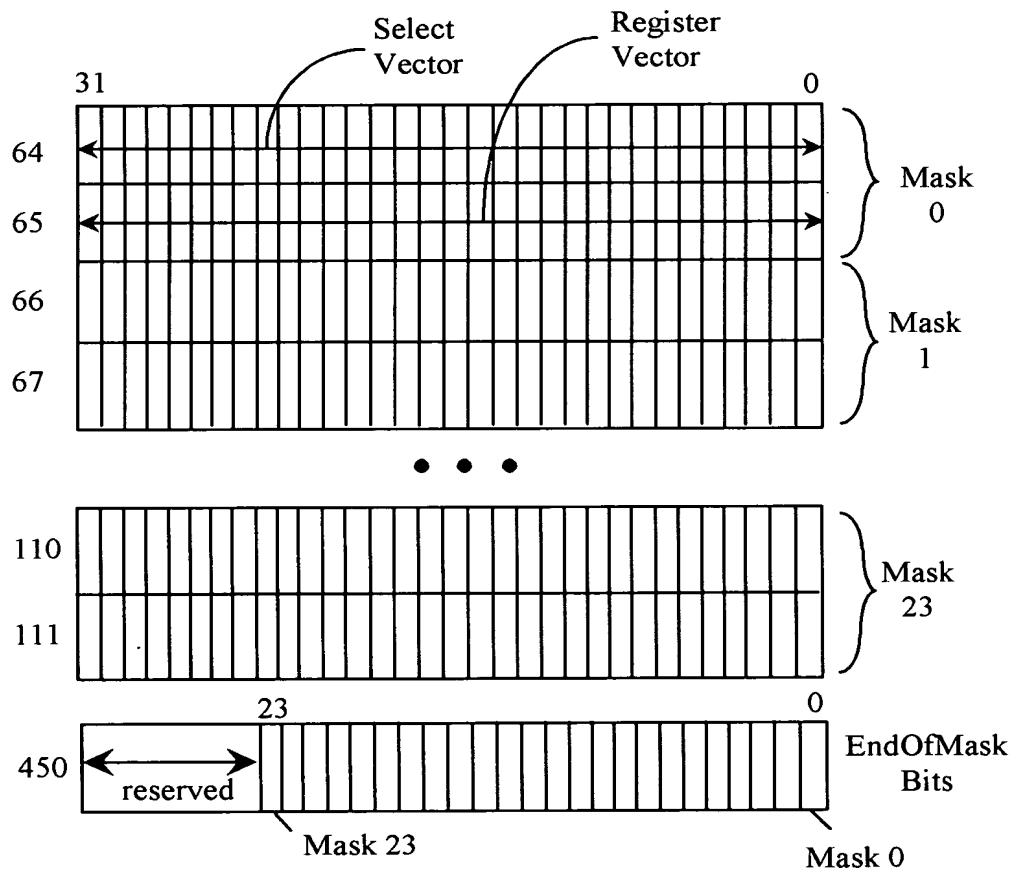 Select
Vector
Register
Vector
31
0
64
65
Mask
0
66
67
Mask
1
110
111
Mask
23
23
0
450
reserved
EndOfMask
Bits
Mask 23
Mask 0